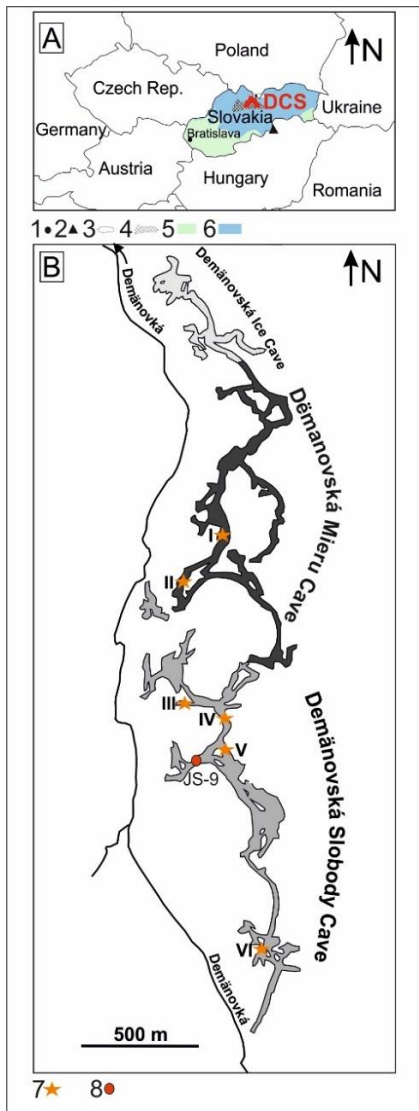 A
N
Poland
Czech Rep.
DCS
Slovakia
Ukraine
Germany
Bratislava
Austria
Hungary
Romania
1 2 3 4 5 6
B
N
Demänovka
Demänovská Ice Cave
Dëmanovská Mieru Cave
I
II
III
IV
V
JS-9
Demänovská Slobody Cave
VI
Demänovka
500 m
7 8